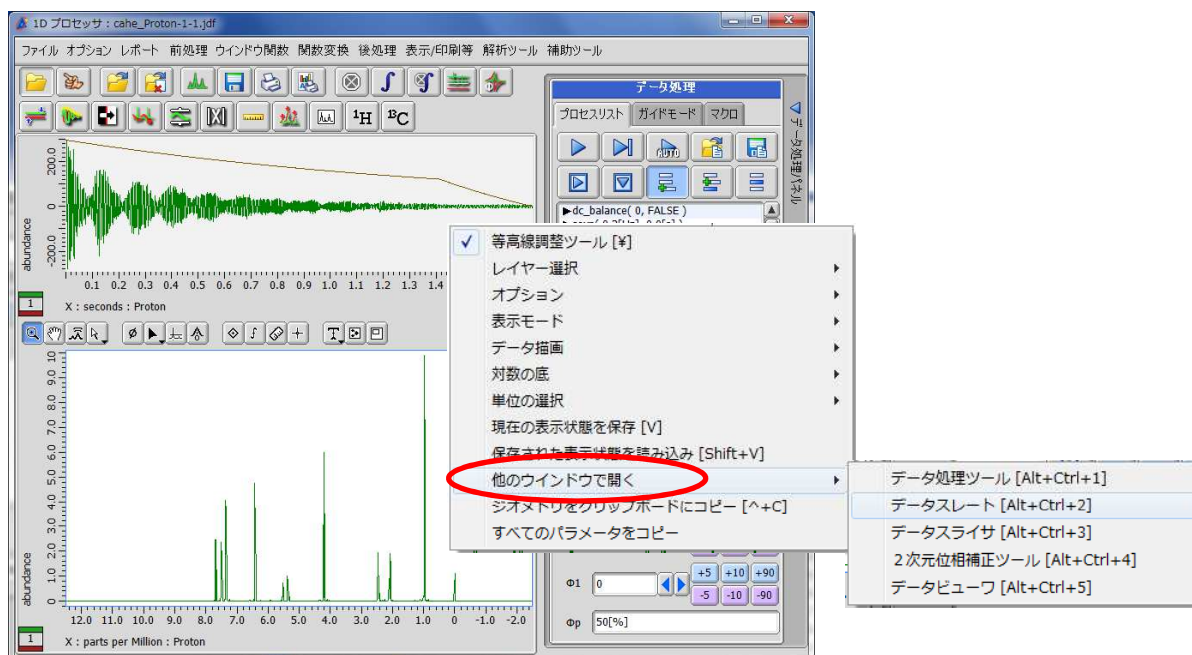 1D プロセッサ : cahe_Proton-1-1.jdf
ファイル オプション レポート 前処理 ウインドウ関数 関数変換 後処理 表示/印刷等 解析ツール 補助ツール
¹H ¹³C
データ処理
プロセスリスト ガイドモード マクロ
データ処理パネル
AUTO
▶dc_balance( 0, FALSE )
abundance
200.0
0
-200.0
0.1 0.2 0.3 0.4 0.5 0.6 0.7 0.8 0.9 1.0 1.1 1.2 1.3 1.4
1
X : seconds : Proton
✓ 等高線調整ツール [¥]
レイヤー選択
オプション
表示モード
データ描画
対数の底
単位の選択
現在の表示状態を保存 [V]
保存された表示状態を読み込み [Shift+V]
他のウインドウで開く
ジオメトリをクリップボードにコピー [^+C]
すべてのパラメータをコピー
データ処理ツール [Alt+Ctrl+1]
データスレート [Alt+Ctrl+2]
データスライサ [Alt+Ctrl+3]
2次元位相補正ツール [Alt+Ctrl+4]
データビューワ [Alt+Ctrl+5]
abundance
10
9.0
8.0
7.0
6.0
5.0
4.0
3.0
2.0
1.0
0
12.0 11.0 10.0 9.0 8.0 7.0 6.0 5.0 4.0 3.0 2.0 1.0 0 -1.0 -2.0
1
X : parts per Million : Proton
Φ1 0 +5 +10 +90
-5 -10 -90
Φp 50[%]